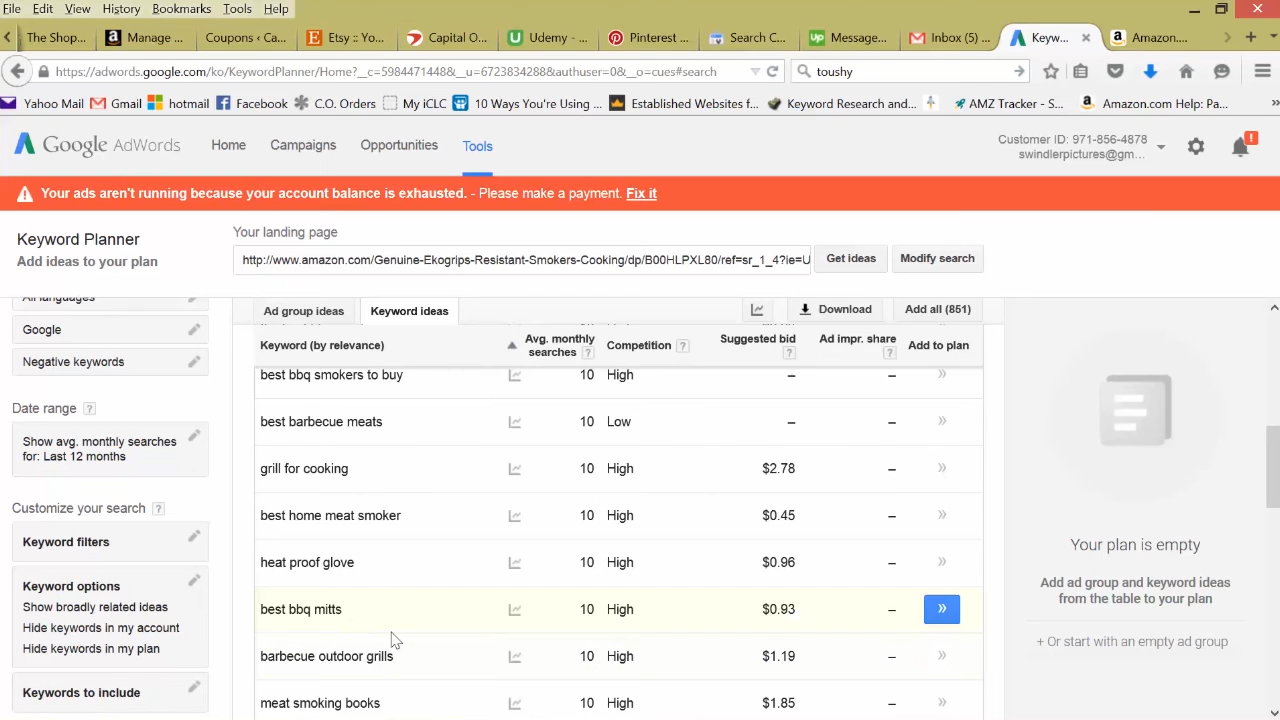 File Edit View History Bookmarks Tools Help
The Shop... Manage ... Coupons ‹ Ca... Etsy :: Yo... Capital O... Udemy - ... Pinterest ... Search C... Message... Inbox (5) ... Keyw... Amazon....
https://adwords.google.com/ko/KeywordPlanner/Home?__c=5984471448&__u=6723834288&authuser=0&__o=cues#search toushy
Yahoo Mail Gmail hotmail Facebook C.O. Orders My iCLC 10 Ways You're Using ... Established Websites f... Keyword Research and... AMZ Tracker - S... Amazon.com Help: Pa...
Google AdWords Home Campaigns Opportunities Tools
Customer ID: 971-856-4878
swindlerpictures@gm...
Your ads aren't running because your account balance is exhausted. - Please make a payment. Fix it
Keyword Planner
Add ideas to your plan
Your landing page
http://www.amazon.com/Genuine-Ekogrips-Resistant-Smokers-Cooking/dp/B00HLPXL80/ref=sr_1_4?ie=U Get ideas Modify search
All languages
Google
Negative keywords
Date range ?
Show avg. monthly searches
for: Last 12 months
Customize your search ?
Keyword filters
Keyword options
Show broadly related ideas
Hide keywords in my account
Hide keywords in my plan
Keywords to include
Ad group ideas Keyword ideas Download Add all (851)
Keyword (by relevance) Avg. monthly searches ? Competition ? Suggested bid ? Ad impr. share ? Add to plan
best bbq smokers to buy 10 High – – »
best barbecue meats 10 Low – – »
grill for cooking 10 High $2.78 – »
best home meat smoker 10 High $0.45 – »
heat proof glove 10 High $0.96 – »
best bbq mitts 10 High $0.93 – »
barbecue outdoor grills 10 High $1.19 – »
meat smoking books 10 High $1.85 – »
Your plan is empty
Add ad group and keyword ideas
from the table to your plan
+ Or start with an empty ad group